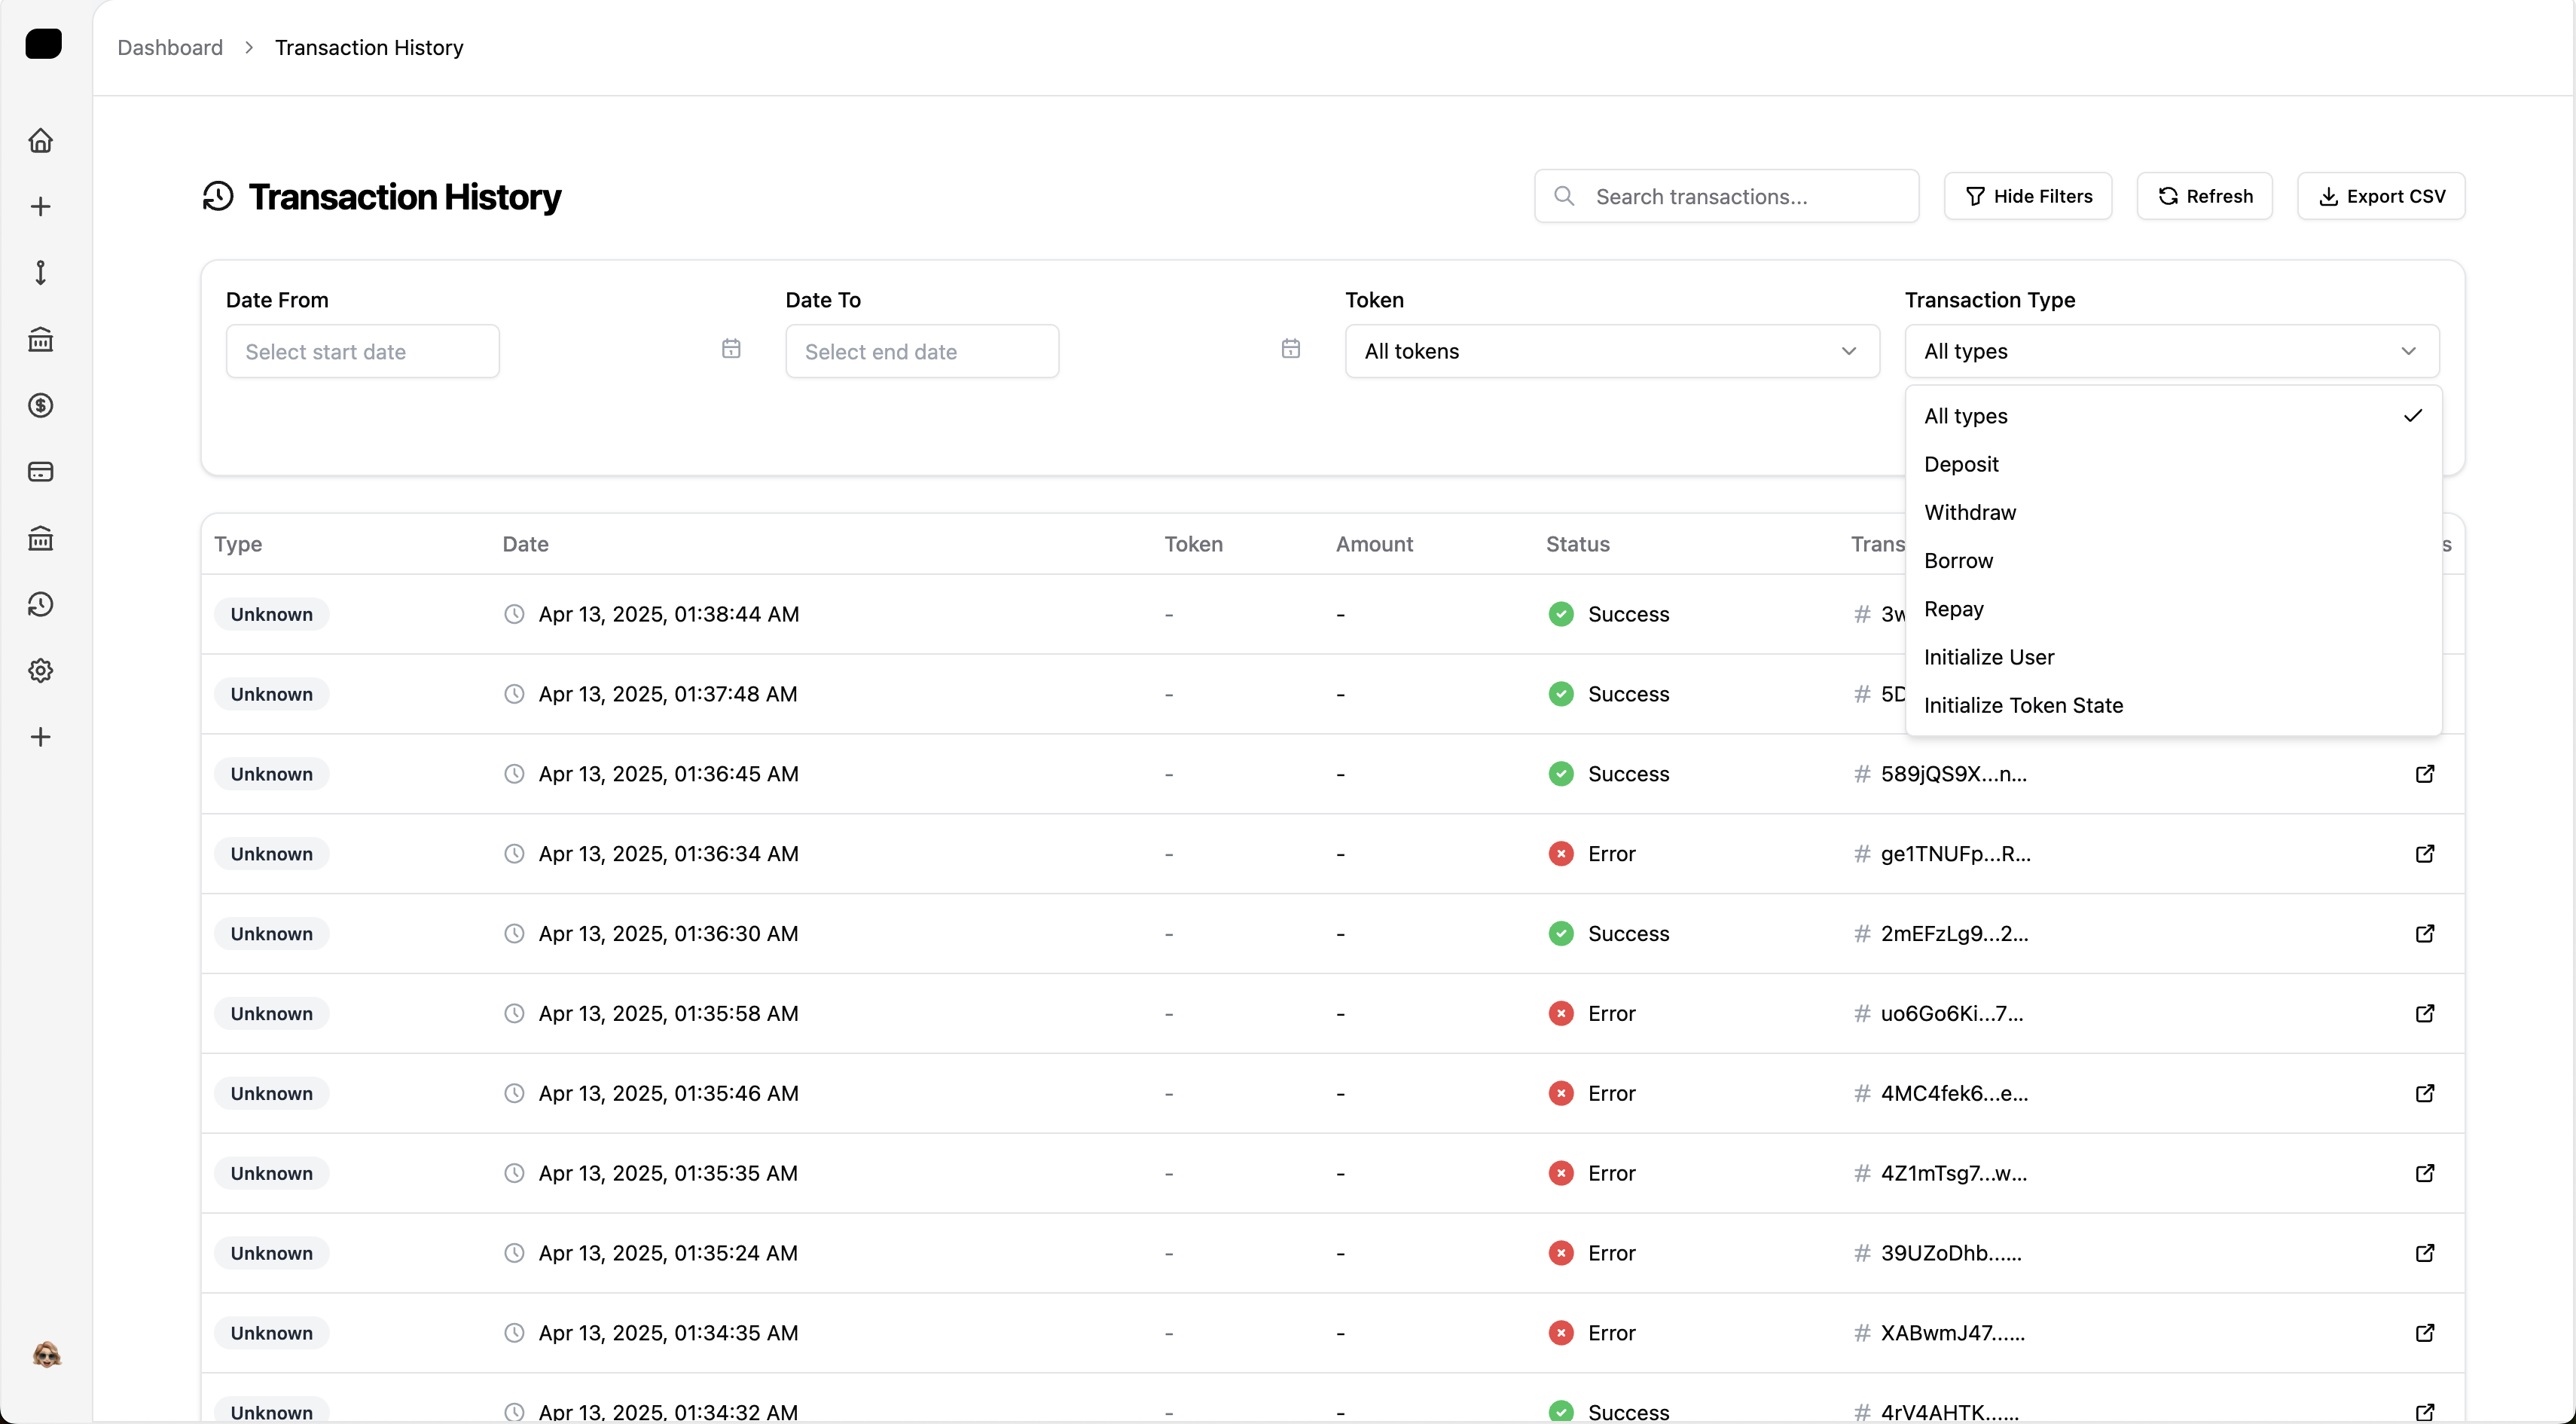 Dashboard > Transaction History
Transaction History
Search transactions...
Hide Filters
Refresh
Export CSV
Date From
Date To
Token
Transaction Type
Select start date
Select end date
All tokens
All types
All types
Deposit
Withdraw
Borrow
Repay
Initialize User
Initialize Token State
Type Date Token Amount Status Trans s
Unknown Apr 13, 2025, 01:38:44 AM - - Success # 3w
Unknown Apr 13, 2025, 01:37:48 AM - - Success # 5D
Unknown Apr 13, 2025, 01:36:45 AM - - Success # 589jQS9X...n...
Unknown Apr 13, 2025, 01:36:34 AM - - Error # ge1TNUFp...R...
Unknown Apr 13, 2025, 01:36:30 AM - - Success # 2mEFzLg9...2...
Unknown Apr 13, 2025, 01:35:58 AM - - Error # uo6Go6Ki...7...
Unknown Apr 13, 2025, 01:35:46 AM - - Error # 4MC4fek6...e...
Unknown Apr 13, 2025, 01:35:35 AM - - Error # 4Z1mTsg7...w...
Unknown Apr 13, 2025, 01:35:24 AM - - Error # 39UZoDhb......
Unknown Apr 13, 2025, 01:34:35 AM - - Error # XABwmJ47......
Unknown Apr 13, 2025, 01:34:32 AM - - Success # 4rV4AHTK......